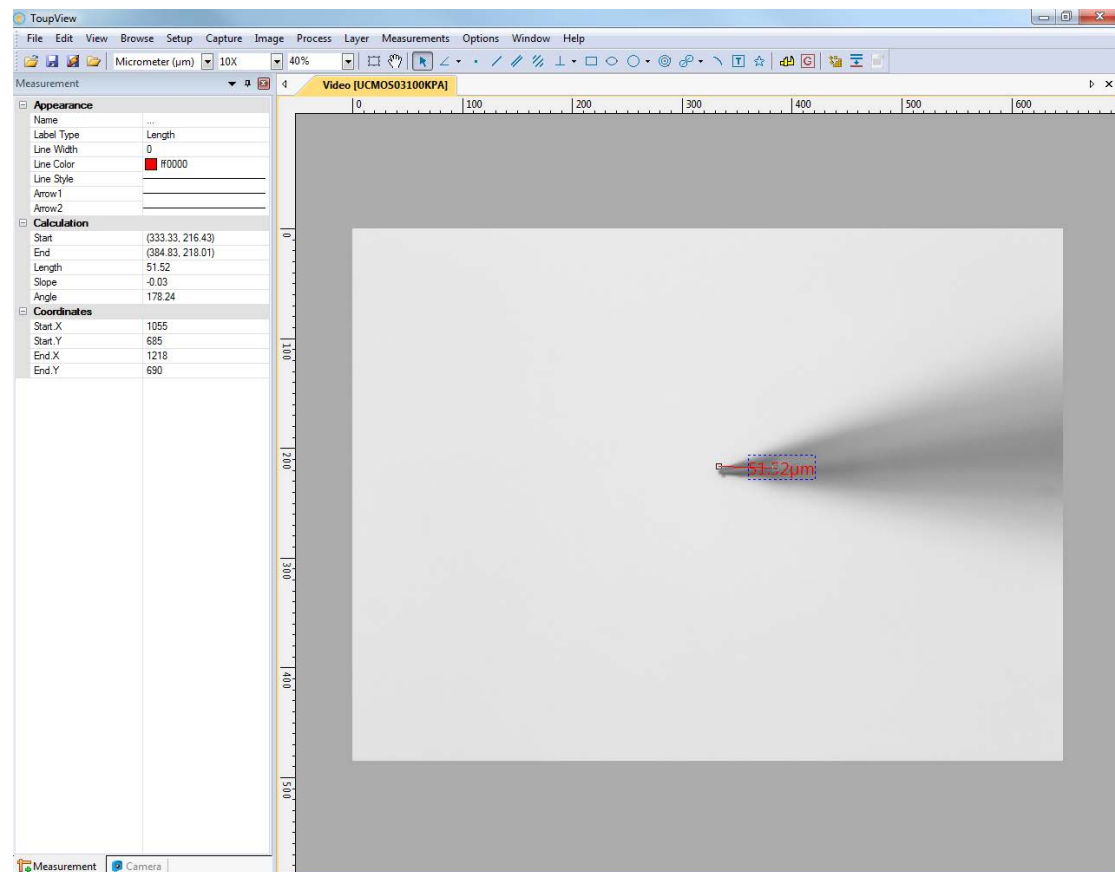 ToupView
File Edit View Browse Setup Capture Image Process Layer Measurements Options Window Help
Micrometer (μm) 10X 40%
Measurement
Video [UCMOS03100KPA]
0 100 200 300 400 500 600
Appearance
Name ...
Label Type Length
Line Width 0
Line Color ff0000
Line Style
Arrow1
Arrow2
Calculation
Start (333.33, 216.43)
End (384.83, 218.01)
Length 51.52
Slope -0.03
Angle 178.24
Coordinates
Start.X 1055
Start.Y 685
End.X 1218
End.Y 690
0
100
200
300
400
500
51.52μm
Measurement Camera